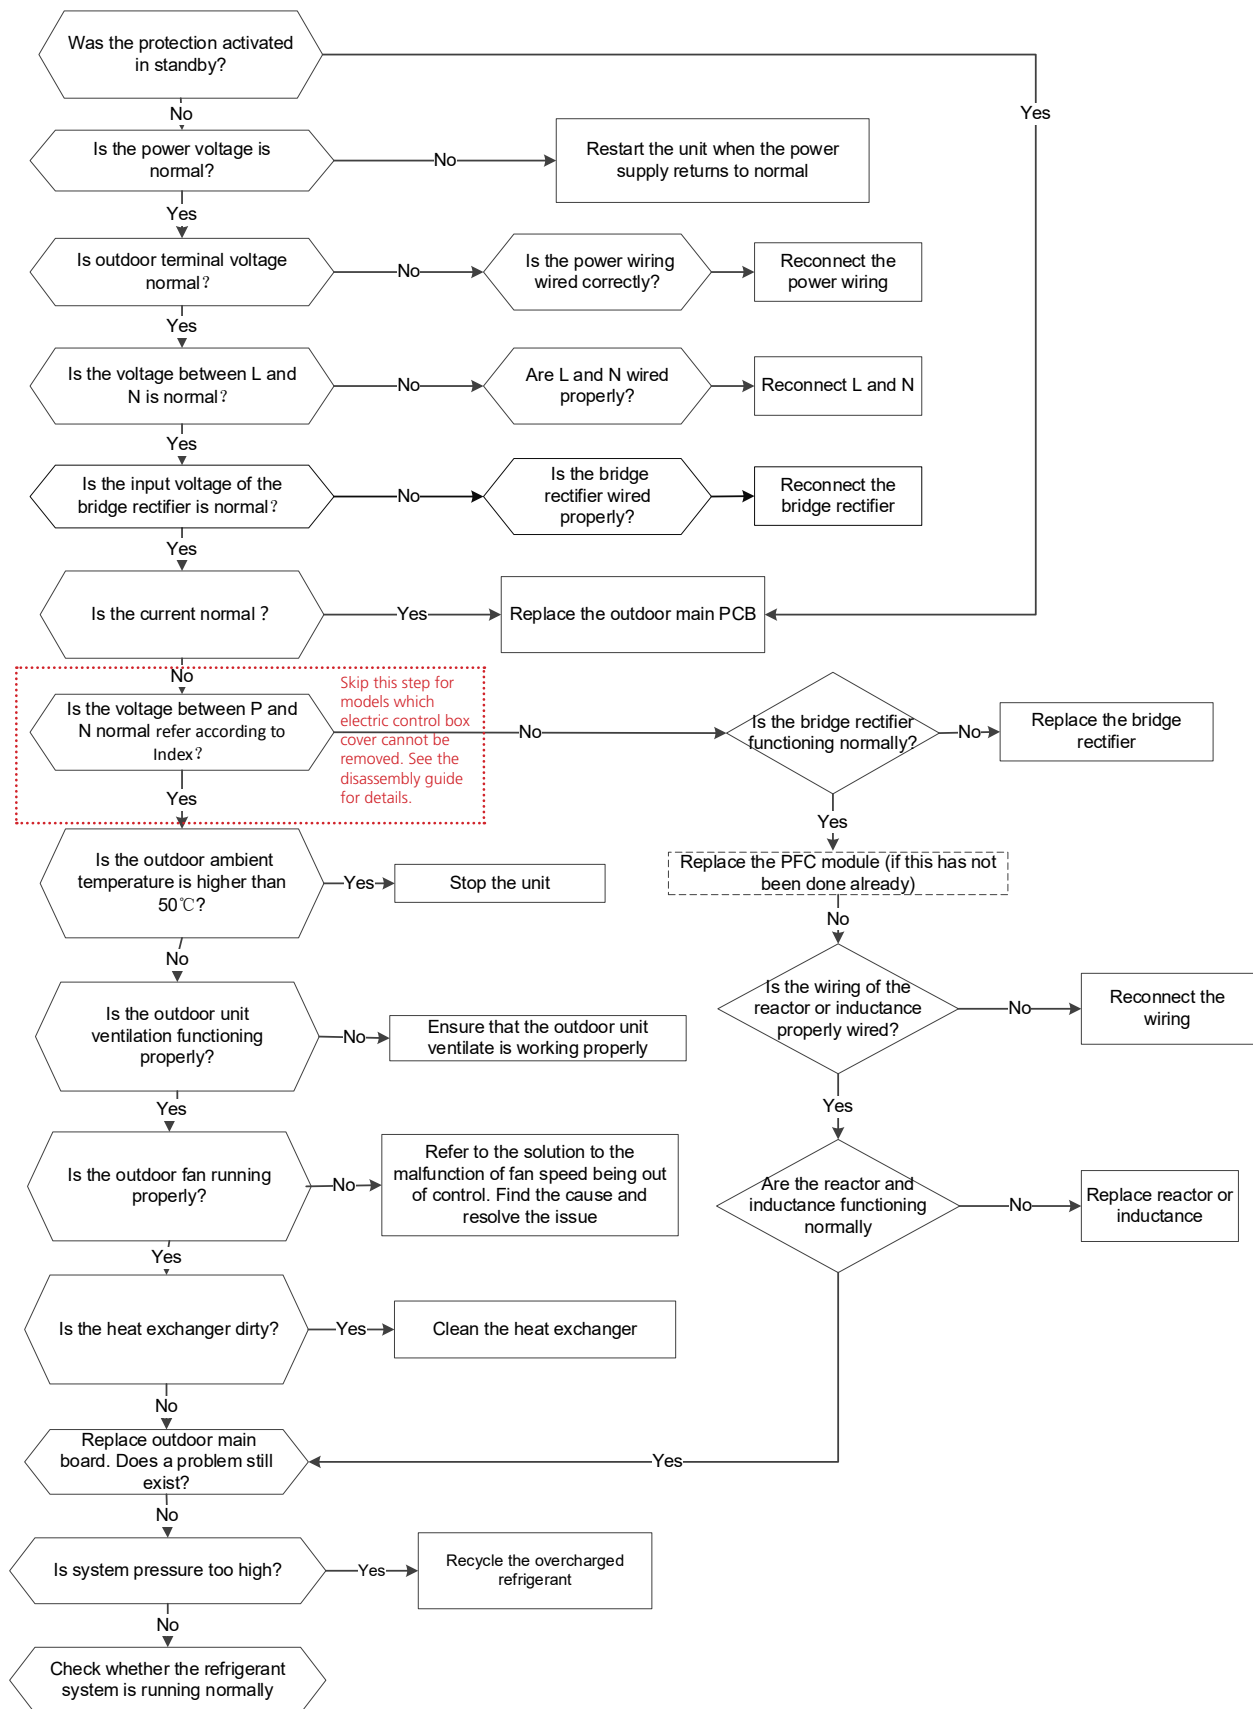 Was the protection activated
in standby?
Yes
No
Is the power voltage is
normal?
No
Restart the unit when the power
supply returns to normal
Yes
Is outdoor terminal voltage
normal?
No
Is the power wiring
wired correctly?
Reconnect the
power wiring
Yes
Is the voltage between L and
N is normal?
No
Are L and N wired
properly?
Reconnect L and N
Yes
Is the input voltage of the
bridge rectifier is normal?
No
Is the bridge
rectifier wired
properly?
Reconnect the
bridge rectifier
Yes
Is the current normal ?
Yes
Replace the outdoor main PCB
No
Is the voltage between P and
N normal refer according to
Index?
Skip this step for
models which
electric control box
cover cannot be
removed. See the
disassembly guide
for details.
No
Is the bridge rectifier
functioning normally?
No
Replace the bridge
rectifier
Yes
Yes
Replace the PFC module (if this has not
been done already)
Is the outdoor ambient
temperature is higher than
50℃?
Yes
Stop the unit
No
No
Is the wiring of the
reactor or inductance
properly wired?
No
Reconnect the
wiring
Is the outdoor unit
ventilation functioning
properly?
No
Ensure that the outdoor unit
ventilate is working properly
Yes
Yes
Is the outdoor fan running
properly?
No
Refer to the solution to the
malfunction of fan speed being out
of control. Find the cause and
resolve the issue
Are the reactor and
inductance functioning
normally
No
Replace reactor or
inductance
Yes
Is the heat exchanger dirty?
Yes
Clean the heat exchanger
No
Replace outdoor main
board. Does a problem still
exist?
Yes
No
Is system pressure too high?
Yes
Recycle the overcharged
refrigerant
No
Check whether the refrigerant
system is running normally